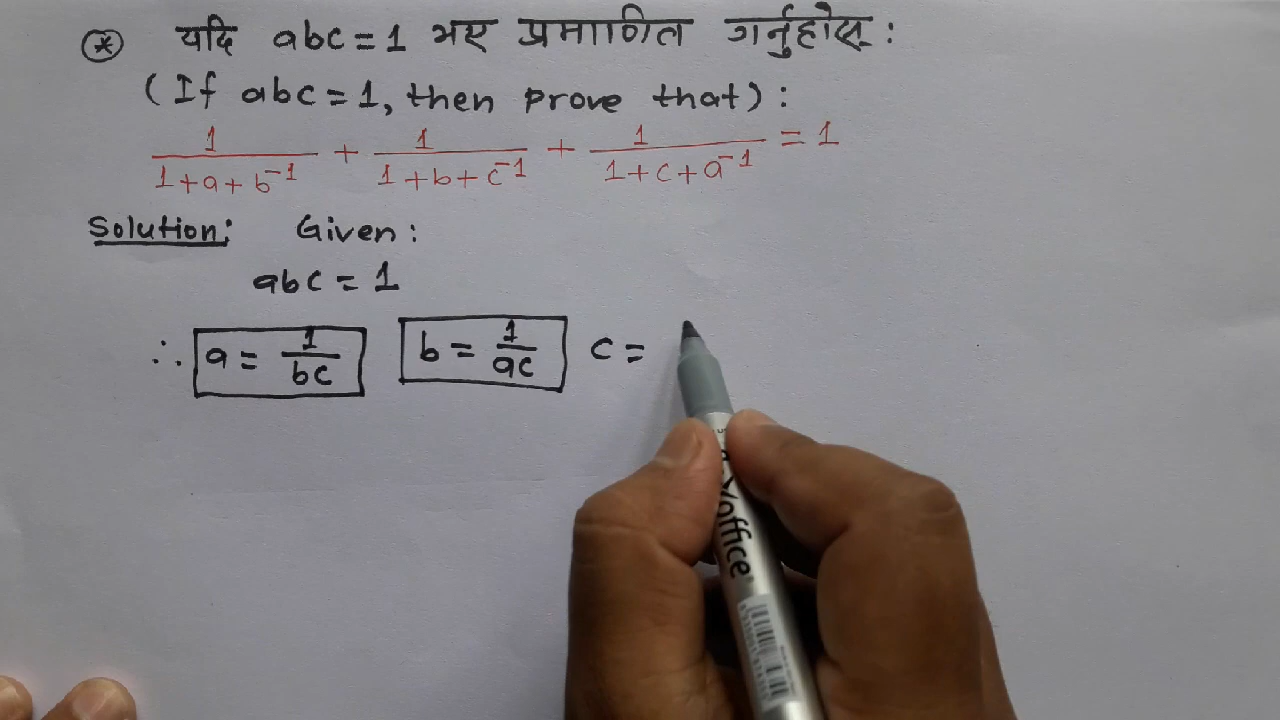 ⊛ यदि abc = 1 भए प्रमाणित गर्नुहोस् :
(If abc = 1, then prove that) :
1/(1+a+b⁻¹) + 1/(1+b+c⁻¹) + 1/(1+c+a⁻¹) = 1
Solution: Given:
abc = 1
∴ a = 1/bc b = 1/ac c =
office